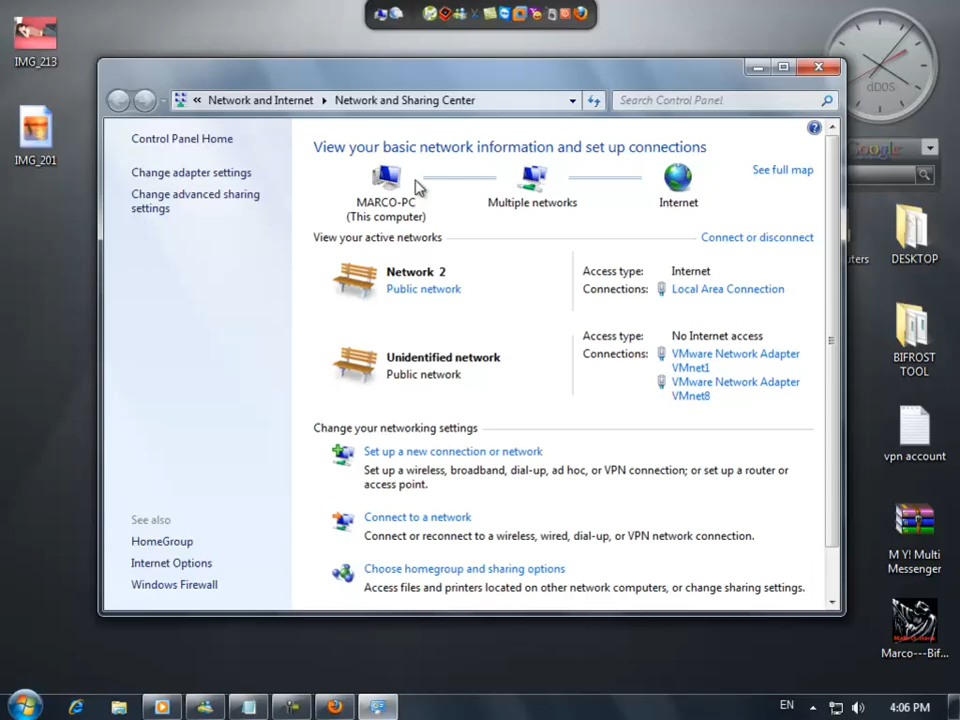 IMG_213
IMG_201
dDDS
Google
« Network and Internet ▸ Network and Sharing Center
Search Control Panel
Control Panel Home
Change adapter settings
Change advanced sharing
settings
See also
HomeGroup
Internet Options
Windows Firewall
View your basic network information and set up connections
See full map
MARCO-PC
(This computer)
Multiple networks
Internet
View your active networks
Connect or disconnect
Network 2
Public network
Access type:
Internet
Connections:
Local Area Connection
Unidentified network
Public network
Access type:
No Internet access
Connections:
VMware Network Adapter
VMnet1
VMware Network Adapter
VMnet8
Change your networking settings
Set up a new connection or network
Set up a wireless, broadband, dial-up, ad hoc, or VPN connection; or set up a router or
access point.
Connect to a network
Connect or reconnect to a wireless, wired, dial-up, or VPN network connection.
Choose homegroup and sharing options
Access files and printers located on other network computers, or change sharing settings.
uters
DESKTOP
BIFROST
TOOL
vpn account
M Y! Multi
Messenger
Marco---Bif...
EN
4:06 PM